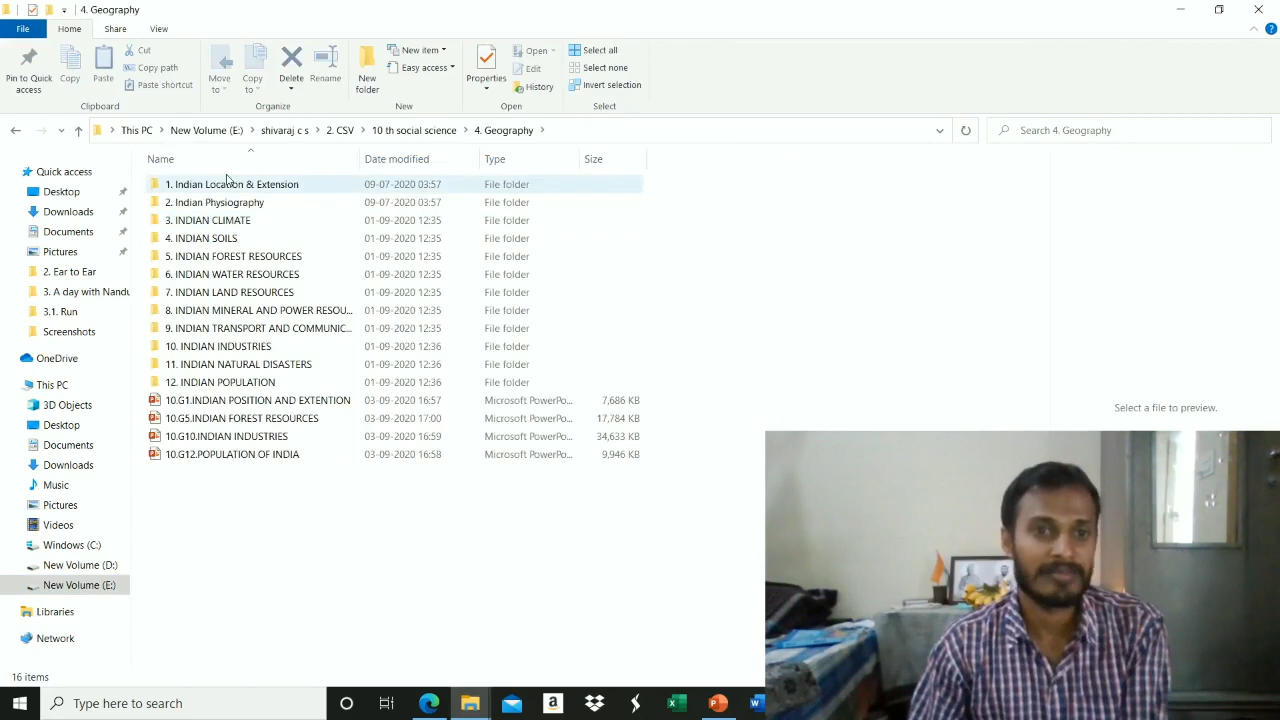 4. Geography
File
Home
Share
View
Pin to Quick access
Copy
Paste
Cut
Copy path
Paste shortcut
Clipboard
Move to
Copy to
Delete
Rename
Organize
New folder
New item
Easy access
New
Properties
Open
Edit
History
Open
Select all
Select none
Invert selection
Select
This PC
New Volume (E:)
shivaraj c s
2. CSV
10 th social science
4. Geography
Search 4. Geography
Name
Date modified
Type
Size
1. Indian Location & Extension 09-07-2020 03:57 File folder
2. Indian Physiography 09-07-2020 03:57 File folder
3. INDIAN CLIMATE 01-09-2020 12:35 File folder
4. INDIAN SOILS 01-09-2020 12:35 File folder
5. INDIAN FOREST RESOURCES 01-09-2020 12:35 File folder
6. INDIAN WATER RESOURCES 01-09-2020 12:35 File folder
7. INDIAN LAND RESOURCES 01-09-2020 12:35 File folder
8. INDIAN MINERAL AND POWER RESOU... 01-09-2020 12:35 File folder
9. INDIAN TRANSPORT AND COMMUNIC... 01-09-2020 12:35 File folder
10. INDIAN INDUSTRIES 01-09-2020 12:36 File folder
11. INDIAN NATURAL DISASTERS 01-09-2020 12:36 File folder
12. INDIAN POPULATION 01-09-2020 12:36 File folder
10.G1.INDIAN POSITION AND EXTENTION 03-09-2020 16:57 Microsoft PowerPo... 7,686 KB
10.G5.INDIAN FOREST RESOURCES 03-09-2020 17:00 Microsoft PowerPo... 17,784 KB
10.G10.INDIAN INDUSTRIES 03-09-2020 16:59 Microsoft PowerPo... 34,633 KB
10.G12.POPULATION OF INDIA 03-09-2020 16:58 Microsoft PowerPo... 9,946 KB
Quick access
Desktop
Downloads
Documents
Pictures
2. Ear to Ear
3. A day with Nandu
3.1. Run
Screenshots
OneDrive
This PC
3D Objects
Desktop
Documents
Downloads
Music
Pictures
Videos
Windows (C:)
New Volume (D:)
New Volume (E:)
Libraries
Network
Select a file to preview.
16 items
Type here to search